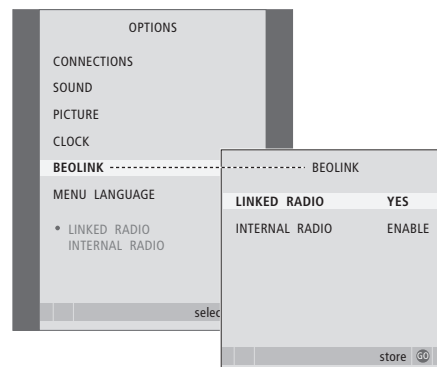 OPTIONS
CONNECTIONS
SOUND
PICTURE
CLOCK
BEOLINK
MENU LANGUAGE
• LINKED RADIO
INTERNAL RADIO
selec
BEOLINK
LINKED RADIO YES
INTERNAL RADIO ENABLE
store GO